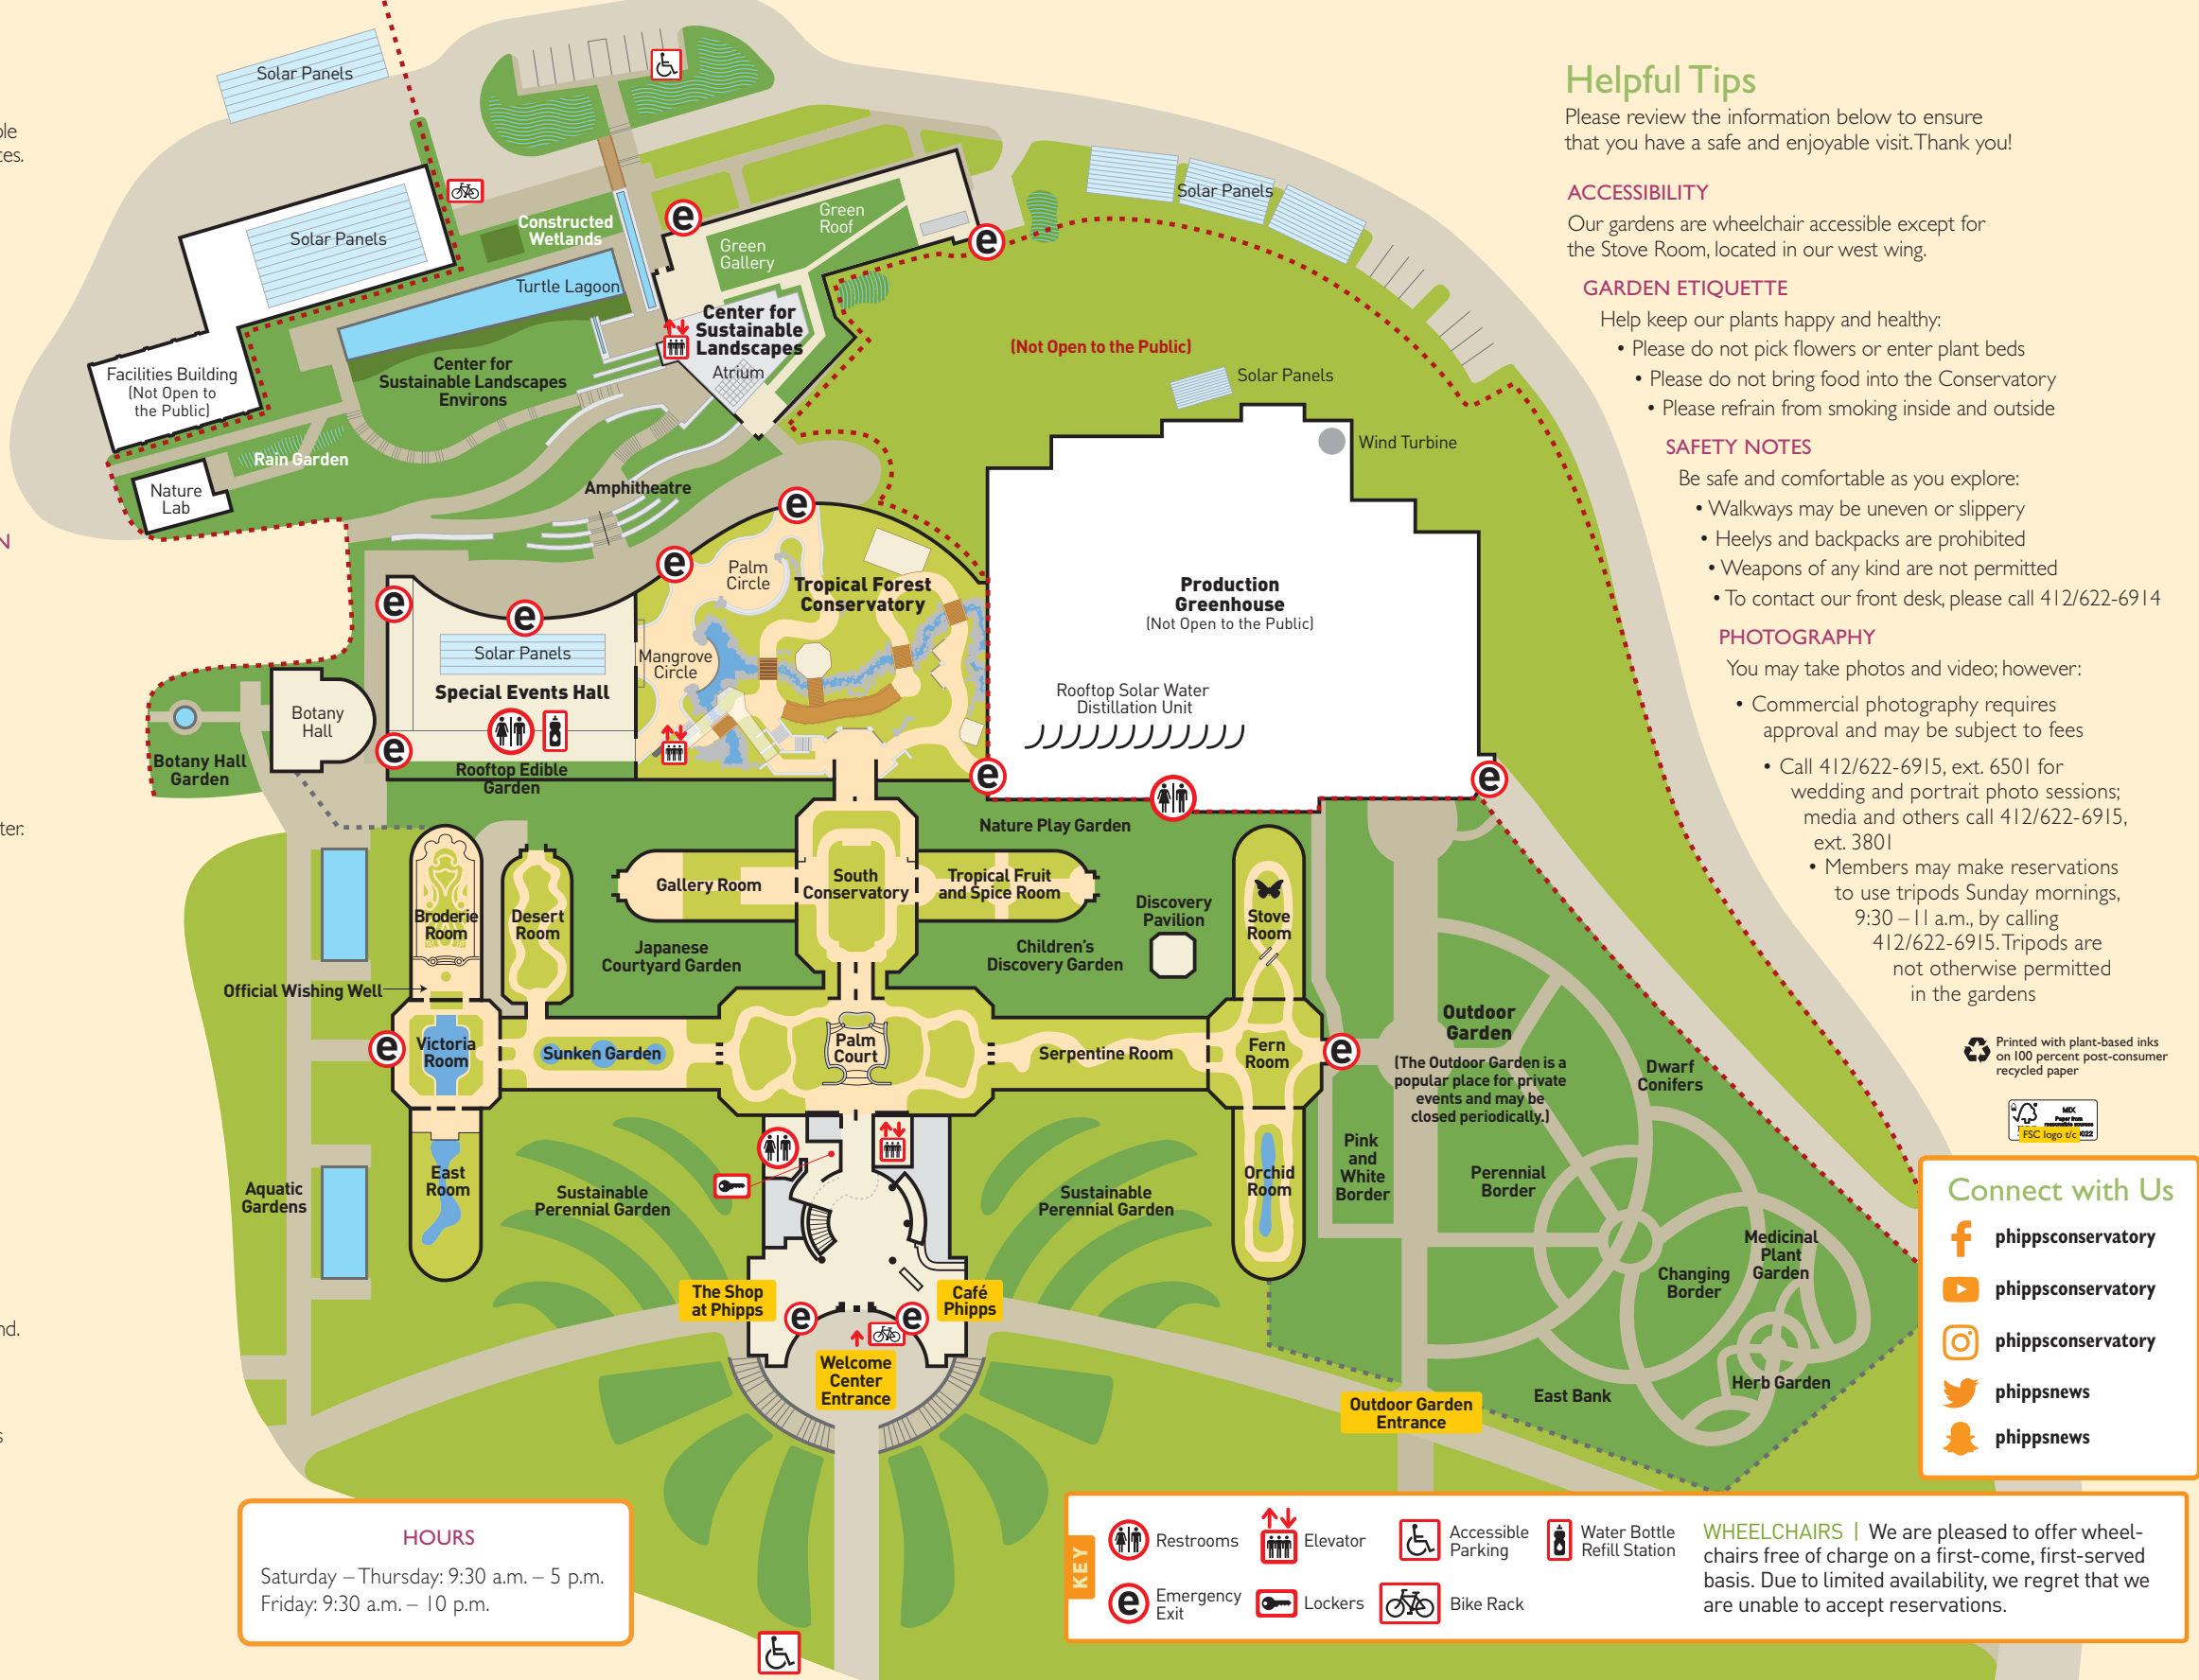 ole
ces.
N
ter.
nd.
s
Solar Panels
Solar Panels
Constructed
Wetlands
Turtle Lagoon
Green
Roof
Green
Gallery
Center for
Sustainable
Landscapes
Atrium
Solar Panels
(Not Open to the Public)
Solar Panels
Wind Turbine
Facilities Building
(Not Open to
the Public)
Center for
Sustainable Landscapes
Environs
Rain Garden
Nature
Lab
Amphitheatre
Palm
Circle
Tropical Forest
Conservatory
Mangrove
Circle
Production
Greenhouse
(Not Open to the Public)
Rooftop Solar Water
Distillation Unit
Solar Panels
Special Events Hall
Botany
Hall
Botany Hall
Garden
Rooftop Edible
Garden
Nature Play Garden
Gallery Room
South
Conservatory
Tropical Fruit
and Spice Room
Discovery
Pavilion
Stove
Room
Broderie
Room
Desert
Room
Japanese
Courtyard Garden
Children's
Discovery Garden
Official Wishing Well
Victoria
Room
Sunken Garden
Palm
Court
Serpentine Room
Fern
Room
Outdoor
Garden
(The Outdoor Garden is a
popular place for private
events and may be
closed periodically.)
Dwarf
Conifers
Pink
and
White
Border
Perennial
Border
Orchid
Room
East
Room
Aquatic
Gardens
Sustainable
Perennial Garden
Sustainable
Perennial Garden
Medicinal
Plant
Garden
Changing
Border
Herb Garden
East Bank
The Shop
at Phipps
Café
Phipps
Welcome
Center
Entrance
Outdoor Garden
Entrance
e
e
e
e
e
e
e
e
e
e
e
e
e
Helpful Tips
Please review the information below to ensure
that you have a safe and enjoyable visit. Thank you!
ACCESSIBILITY
Our gardens are wheelchair accessible except for
the Stove Room, located in our west wing.
GARDEN ETIQUETTE
Help keep our plants happy and healthy:
• Please do not pick flowers or enter plant beds
• Please do not bring food into the Conservatory
• Please refrain from smoking inside and outside
SAFETY NOTES
Be safe and comfortable as you explore:
• Walkways may be uneven or slippery
• Heelys and backpacks are prohibited
• Weapons of any kind are not permitted
• To contact our front desk, please call 412/622-6914
PHOTOGRAPHY
You may take photos and video; however:
• Commercial photography requires
approval and may be subject to fees
• Call 412/622-6915, ext. 6501 for
wedding and portrait photo sessions;
media and others call 412/622-6915,
ext. 3801
• Members may make reservations
to use tripods Sunday mornings,
9:30 – 11 a.m., by calling
412/622-6915. Tripods are
not otherwise permitted
in the gardens
Printed with plant-based inks
on 100 percent post-consumer
recycled paper
MIX
Paper from
responsible sources
FSC logo t/c
Connect with Us
phippsconservatory
phippsconservatory
phippsconservatory
phippsnews
phippsnews
HOURS
Saturday – Thursday: 9:30 a.m. – 5 p.m.
Friday: 9:30 a.m. – 10 p.m.
KEY
Restrooms
Elevator
Accessible
Parking
Water Bottle
Refill Station
e
Emergency
Exit
Lockers
Bike Rack
WHEELCHAIRS | We are pleased to offer wheel-
chairs free of charge on a first-come, first-served
basis. Due to limited availability, we regret that we
are unable to accept reservations.